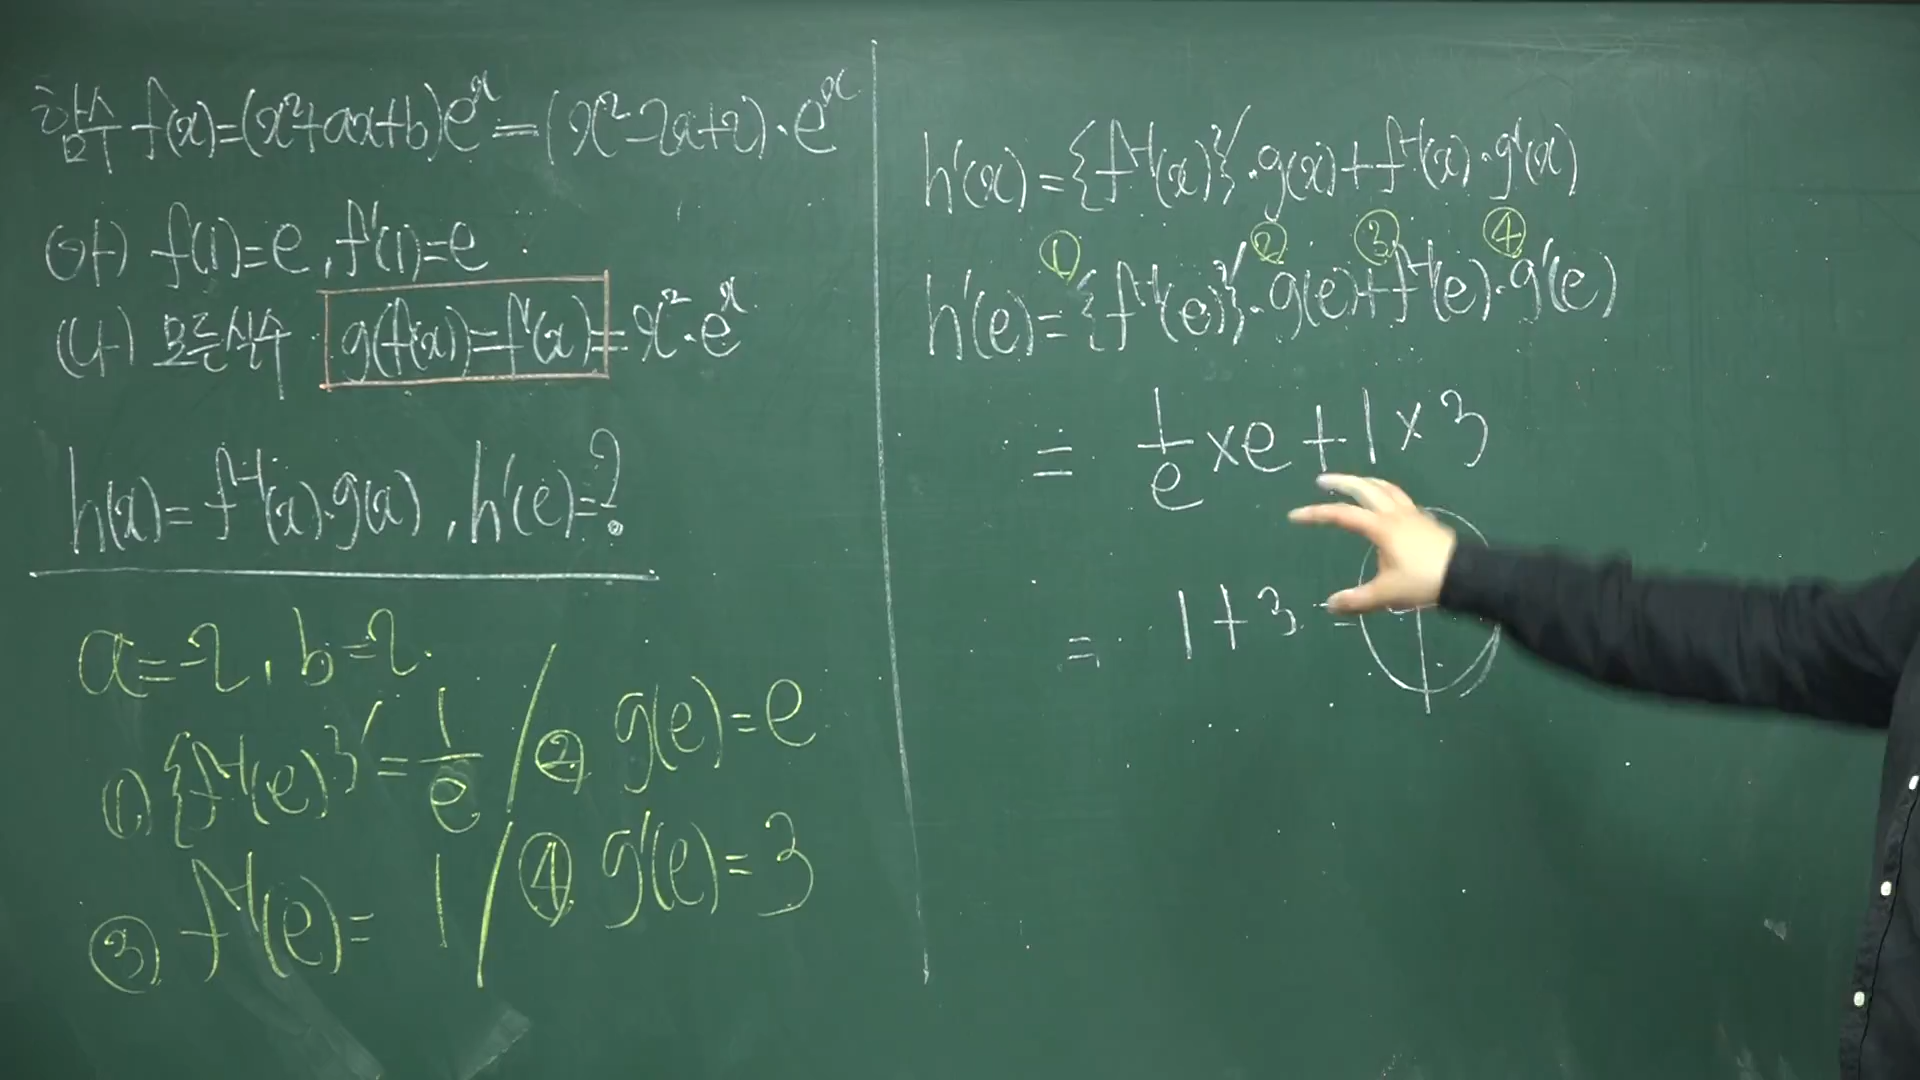 함수 f(x)=(x²+ax+b)eˣ=(x²-2x+2)·eˣ
(가) f(1)=e, f'(1)=e
(나) 모든 실수 g(f(x))=f'(x)=x²·eˣ
h(x)=f⁻¹(x)·g(x), h'(e)=?
a=-2, b=2.
① {f⁻¹(e)}'=1/e / ② g(e)=e
③ f⁻¹(e)=1 / ④ g'(e)=3
h'(x)={f⁻¹(x)}'·g(x)+f⁻¹(x)·g'(x)
① ② ③ ④
h'(e)={f⁻¹(e)}'·g(e)+f⁻¹(e)·g'(e)
= 1/e×e+1×3
= 1+3=